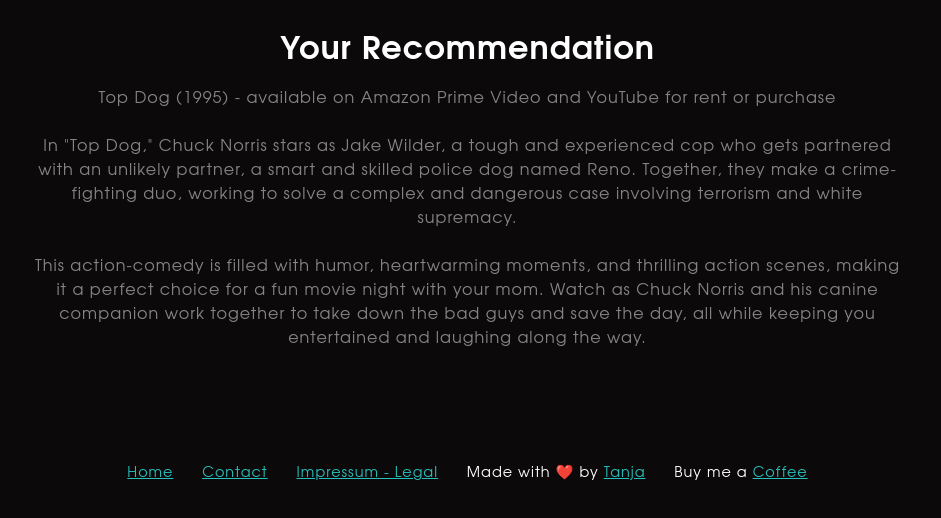 Your Recommendation
Top Dog (1995) - available on Amazon Prime Video and YouTube for rent or purchase
In "Top Dog," Chuck Norris stars as Jake Wilder, a tough and experienced cop who gets partnered
with an unlikely partner, a smart and skilled police dog named Reno. Together, they make a crime-
fighting duo, working to solve a complex and dangerous case involving terrorism and white
supremacy.
This action-comedy is filled with humor, heartwarming moments, and thrilling action scenes, making
it a perfect choice for a fun movie night with your mom. Watch as Chuck Norris and his canine
companion work together to take down the bad guys and save the day, all while keeping you
entertained and laughing along the way.
Home Contact Impressum - Legal Made with ❤️ by Tanja Buy me a Coffee